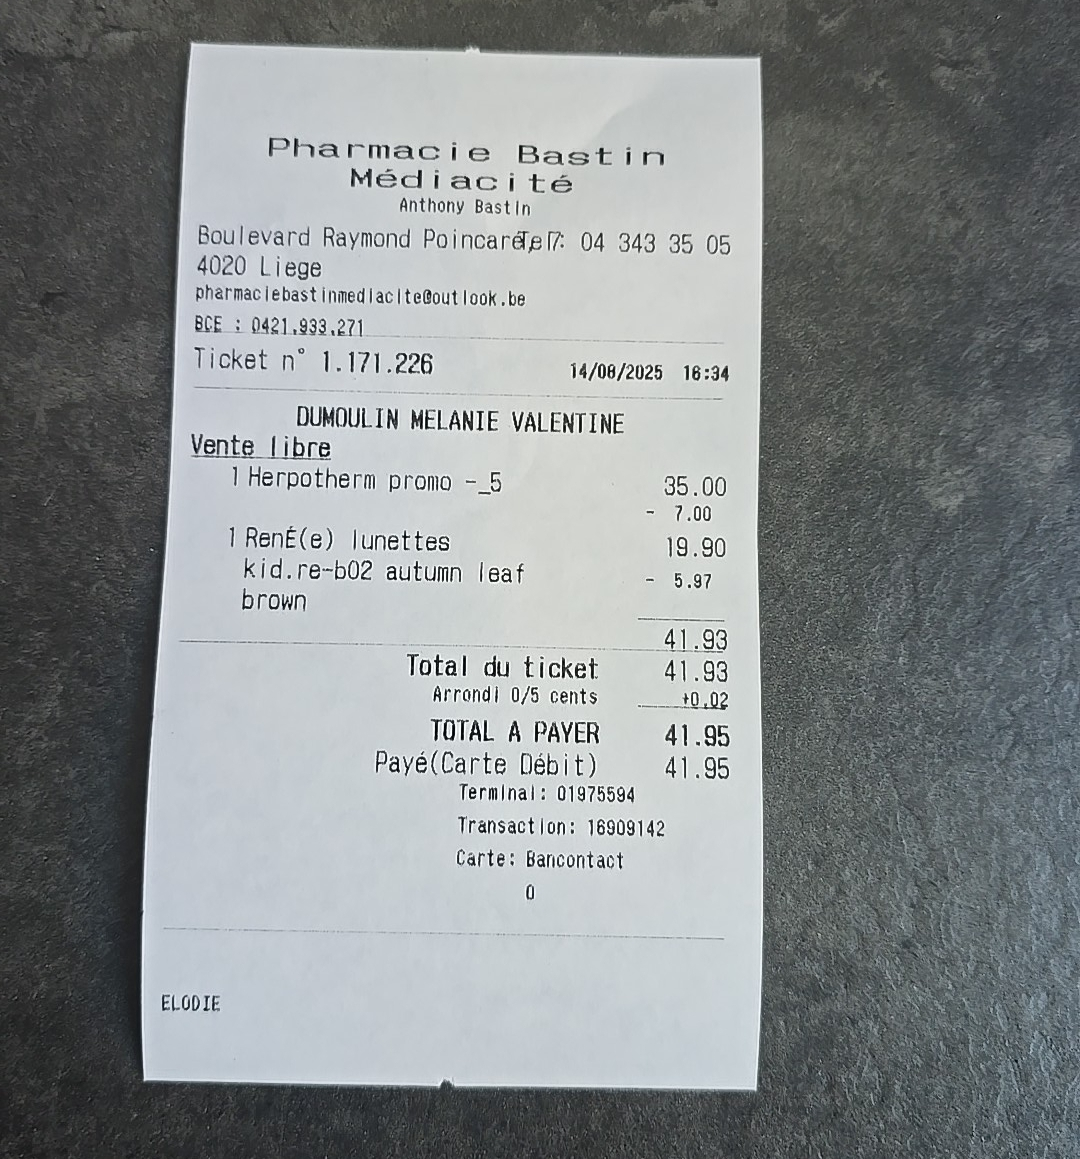 Pharmacie Bastin
Médiacité
Anthony Bastin
Boulevard Raymond Poincaré, 7 Tel: 04 343 35 05
4020 Liege
pharmaciebastinmediacite@outlook.be
BCE : 0421.933.271
Ticket n° 1.171.226 14/08/2025 16:34
DUMOULIN MELANIE VALENTINE
Vente libre
1 Herpotherm promo -_5 35.00
- 7.00
1 RenÉ(e) lunettes 19.90
kid.re-b02 autumn leaf - 5.97
brown
41.93
Total du ticket 41.93
Arrondi 0/5 cents +0.02
TOTAL A PAYER 41.95
Payé(Carte Débit) 41.95
Terminal: 01975594
Transaction: 16909142
Carte: Bancontact
0
ELODIE